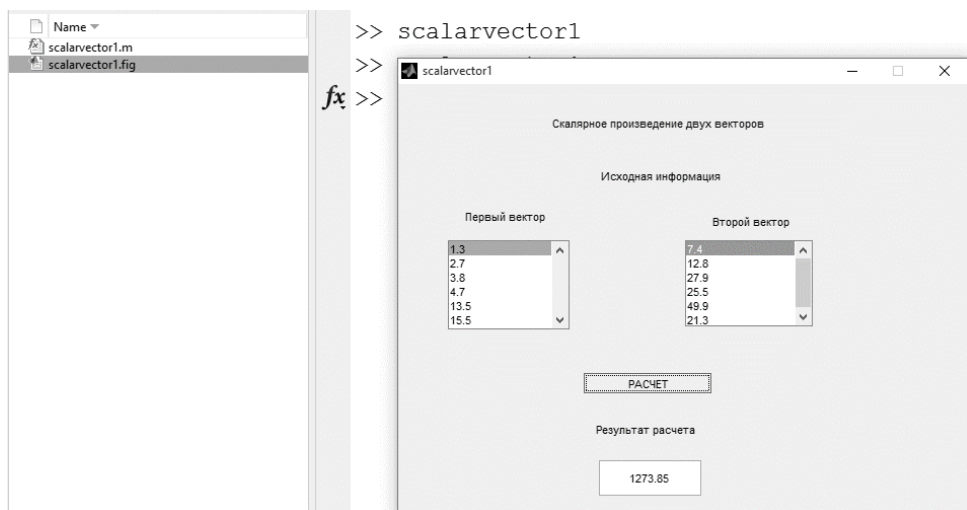 Name
scalarvector1.m
scalarvector1.fig
>> scalarvector1
>>
fx >>
scalarvector1
Скалярное произведение двух векторов
Исходная информация
Первый вектор
Второй вектор
1.3
2.7
3.8
4.7
13.5
15.5
7.4
12.8
27.9
25.5
49.9
21.3
РАСЧЕТ
Результат расчета
1273.85